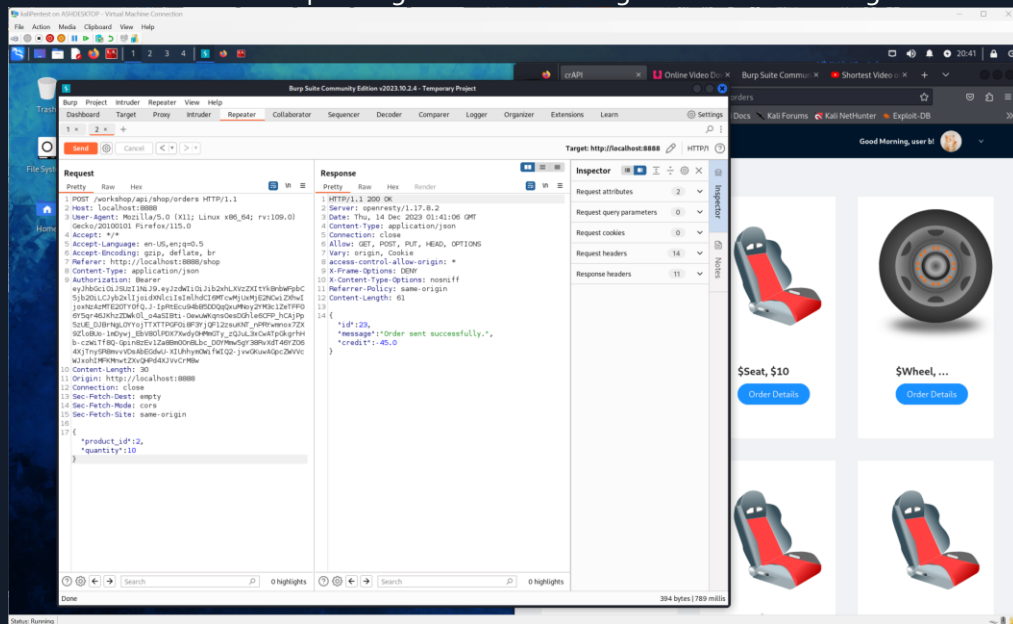 kaliPentest on ASHDESKTOP - Virtual Machine Connection
File Action Media Clipboard View Help
1 2 3 4
20:41
Trash
File System
Home
crAPI
Burp Suite Commun
Shortest Video
orders
Docs
Kali Forums
Kali NetHunter
Exploit-DB
Good Morning, user b!
$Seat, $10
Order Details
$Wheel, ...
Order Details
Burp Suite Community Edition v2023.10.2.4 - Temporary Project
Burp Project Intruder Repeater View Help
Dashboard Target Proxy Intruder Repeater Collaborator Sequencer Decoder Comparer Logger Organizer Extensions Learn
Settings
1 × 2 × +
Send Cancel
Target: http://localhost:8888
HTTP/1
Request
Pretty Raw Hex
1 POST /workshop/api/shop/orders HTTP/1.1
2 Host: localhost:8888
3 User-Agent: Mozilla/5.0 (X11; Linux x86_64; rv:109.0)
Gecko/20100101 Firefox/115.0
4 Accept: */*
5 Accept-Language: en-US,en;q=0.5
6 Accept-Encoding: gzip, deflate, br
7 Referer: http://localhost:8888/shop
8 Content-Type: application/json
9 Authorization: Bearer
10 Content-Length: 30
11 Origin: http://localhost:8888
12 Connection: close
13 Sec-Fetch-Dest: empty
14 Sec-Fetch-Mode: cors
15 Sec-Fetch-Site: same-origin
16
17 {
"product_id":2,
"quantity":10
}
Search
0 highlights
Response
Pretty Raw Hex Render
1 HTTP/1.1 200 OK
2 Server: openresty/1.17.8.2
3 Date: Thu, 14 Dec 2023 01:41:06 GMT
4 Content-Type: application/json
5 Connection: close
6 Allow: GET, POST, PUT, HEAD, OPTIONS
7 Vary: origin, Cookie
8 access-control-allow-origin: *
9 X-Frame-Options: DENY
10 X-Content-Type-Options: nosniff
11 Referrer-Policy: same-origin
12 Content-Length: 61
13
14 {
"id":23,
"message":"Order sent successfully.",
"credit":-45.0
}
Search
0 highlights
Inspector
Request attributes 2
Request query parameters 0
Request cookies 0
Request headers 14
Response headers 11
Inspector
Notes
Done
394 bytes | 789 millis
Status: Running